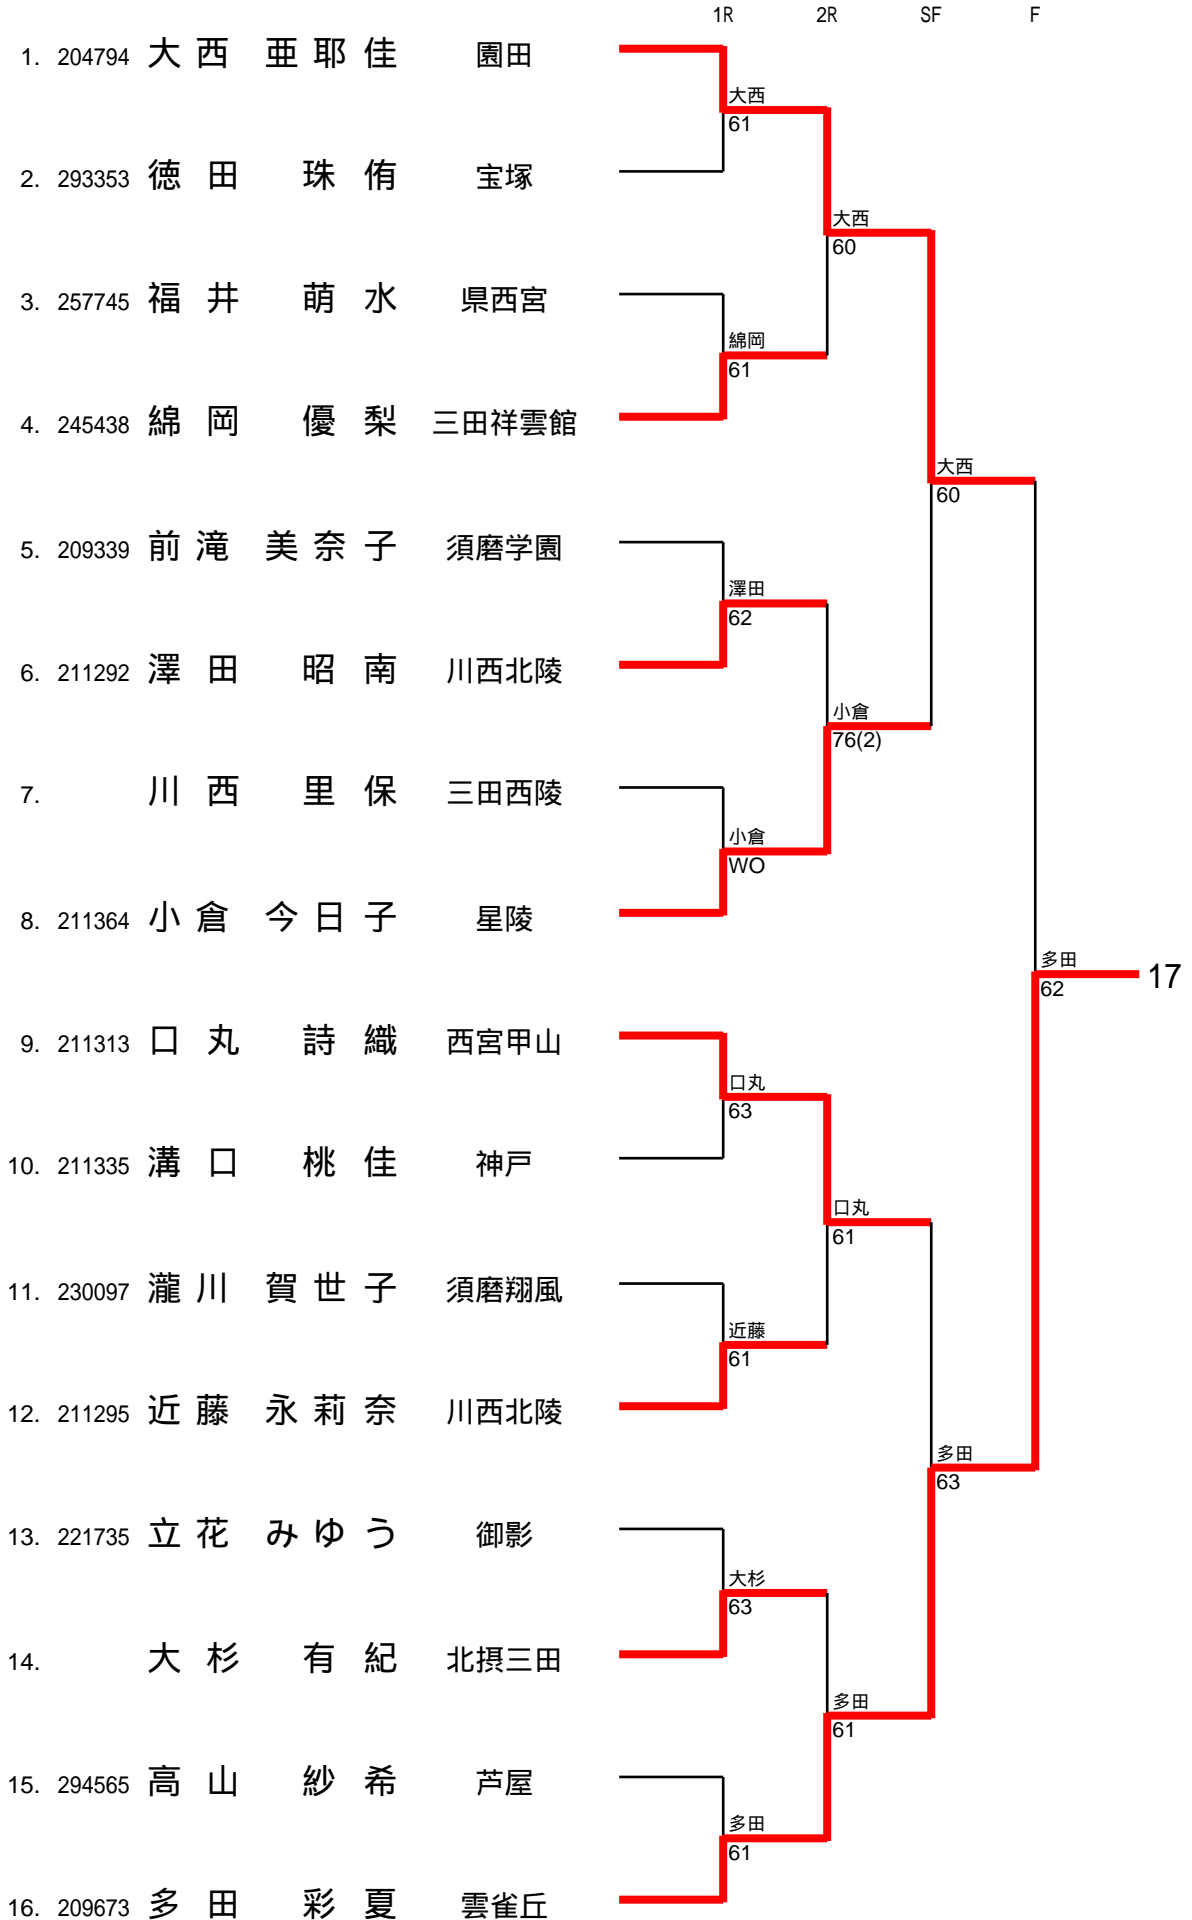 1R 2R SF F
1. 204794 大西 亜耶佳 園田
大西
61
2. 293353 徳田 珠侑 宝塚
大西
60
3. 257745 福井 萌水 県西宮
綿岡
61
4. 245438 綿岡 優梨 三田祥雲館
大西
60
5. 209339 前滝 美奈子 須磨学園
澤田
62
6. 211292 澤田 昭南 川西北陵
小倉
76(2)
7. 川西 里保 三田西陵
小倉
WO
8. 211364 小倉 今日子 星陵
多田
62
17
9. 211313 口丸 詩織 西宮甲山
口丸
63
10. 211335 溝口 桃佳 神戸
口丸
61
11. 230097 瀧川 賀世子 須磨翔風
近藤
61
12. 211295 近藤 永莉奈 川西北陵
多田
63
13. 221735 立花 みゆう 御影
大杉
63
14. 大杉 有紀 北摂三田
多田
61
15. 294565 高山 紗希 芦屋
多田
61
16. 209673 多田 彩夏 雲雀丘